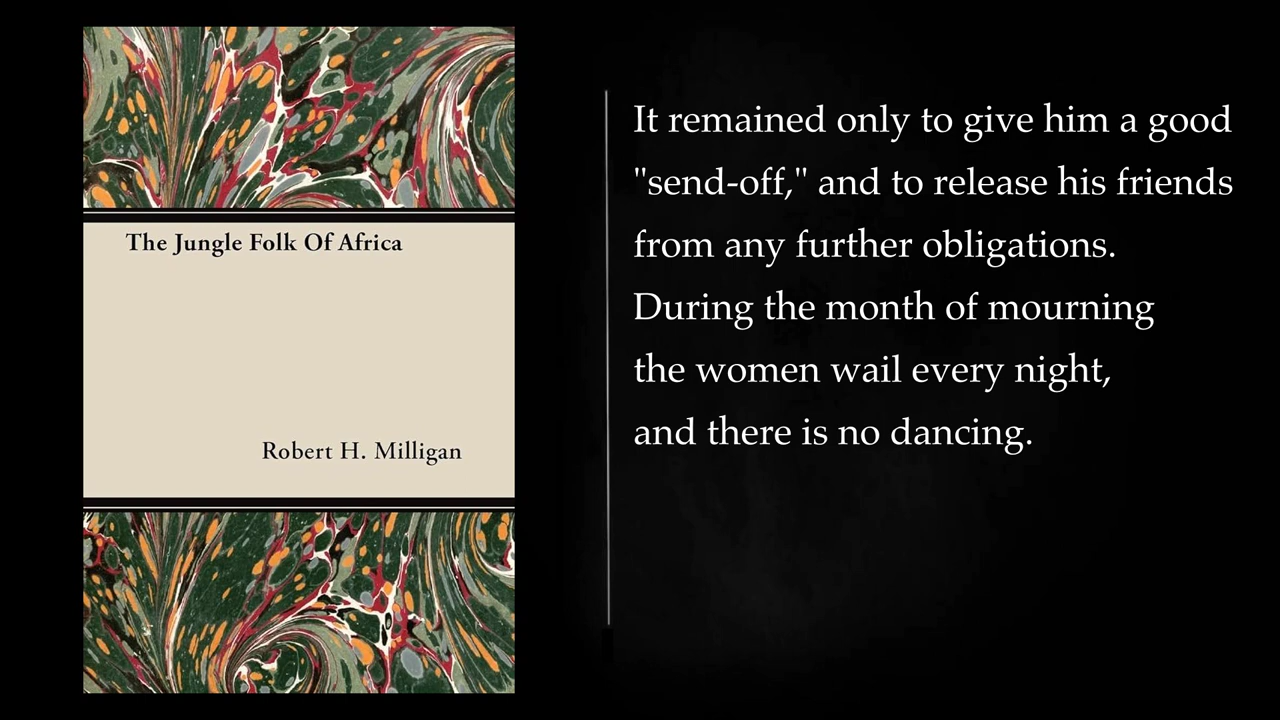 The Jungle Folk Of Africa
Robert H. Milligan
It remained only to give him a good
"send-off," and to release his friends
from any further obligations.
During the month of mourning
the women wail every night,
and there is no dancing.